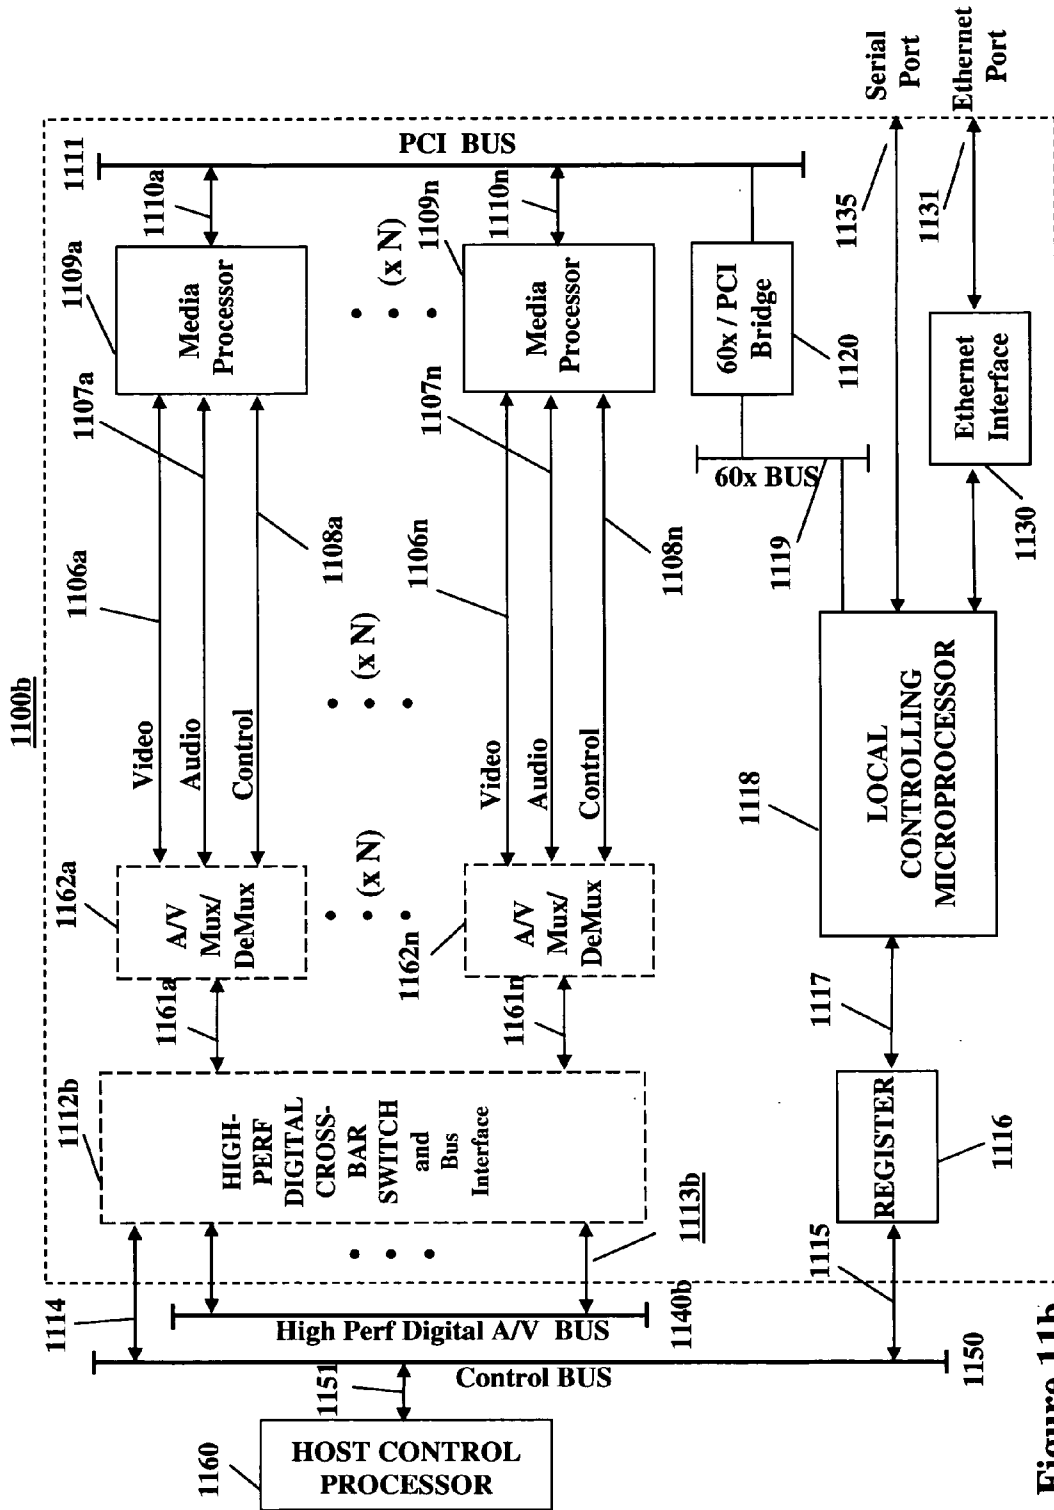 1100b
1160
HOST CONTROL
PROCESSOR
1151
Control BUS
1150
1114
High Perf Digital A/V BUS
1140b
1113b
1115
1112b
HIGH-
PERF
DIGITAL
CROSS-
BAR
SWITCH
and
Bus
Interface
REGISTER
1116
1117
1161a
1161n
1162a
A/V
Mux/
DeMux
(x N)
1162n
A/V
Mux/
DeMux
1118
LOCAL
CONTROLLING
MICROPROCESSOR
Video
Audio
Control
1106a
1107a
1108a
(x N)
Video
Audio
Control
1106n
1107n
1108n
1119
60x BUS
1109a
Media
Processor
(x N)
1109n
Media
Processor
60x / PCI
Bridge
1120
Ethernet
Interface
1130
1110a
1110n
1111
PCI BUS
1135
1131
Serial
Port
Ethernet
Port
Figure 11b